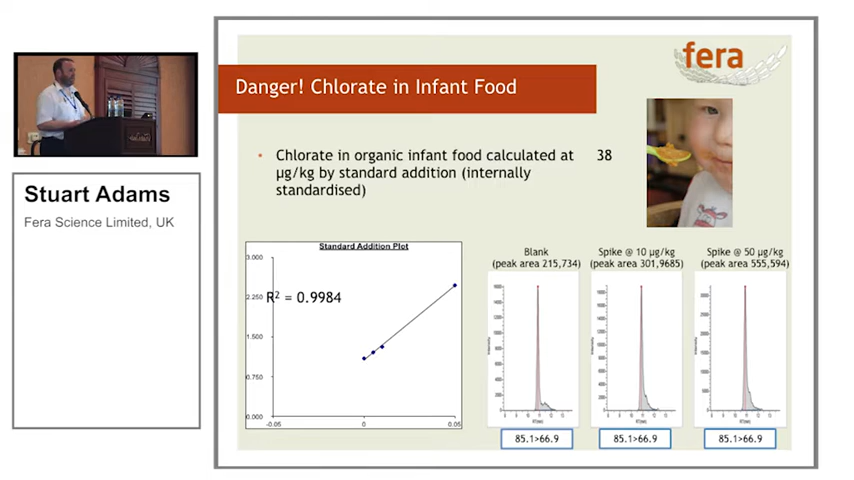 fera
Danger! Chlorate in Infant Food
• Chlorate in organic infant food calculated at 38
µg/kg by standard addition (internally
standardised)
Stuart Adams
Fera Science Limited, UK
Standard Addition Plot
3.000
2.250
R² = 0.9984
1.500
0.750
0.000
-0.05 0 0.05
Blank
(peak area 215,734)
85.1>66.9
Spike @ 10 µg/kg
(peak area 301,9685)
85.1>66.9
Spike @ 50 µg/kg
(peak area 555,594)
85.1>66.9